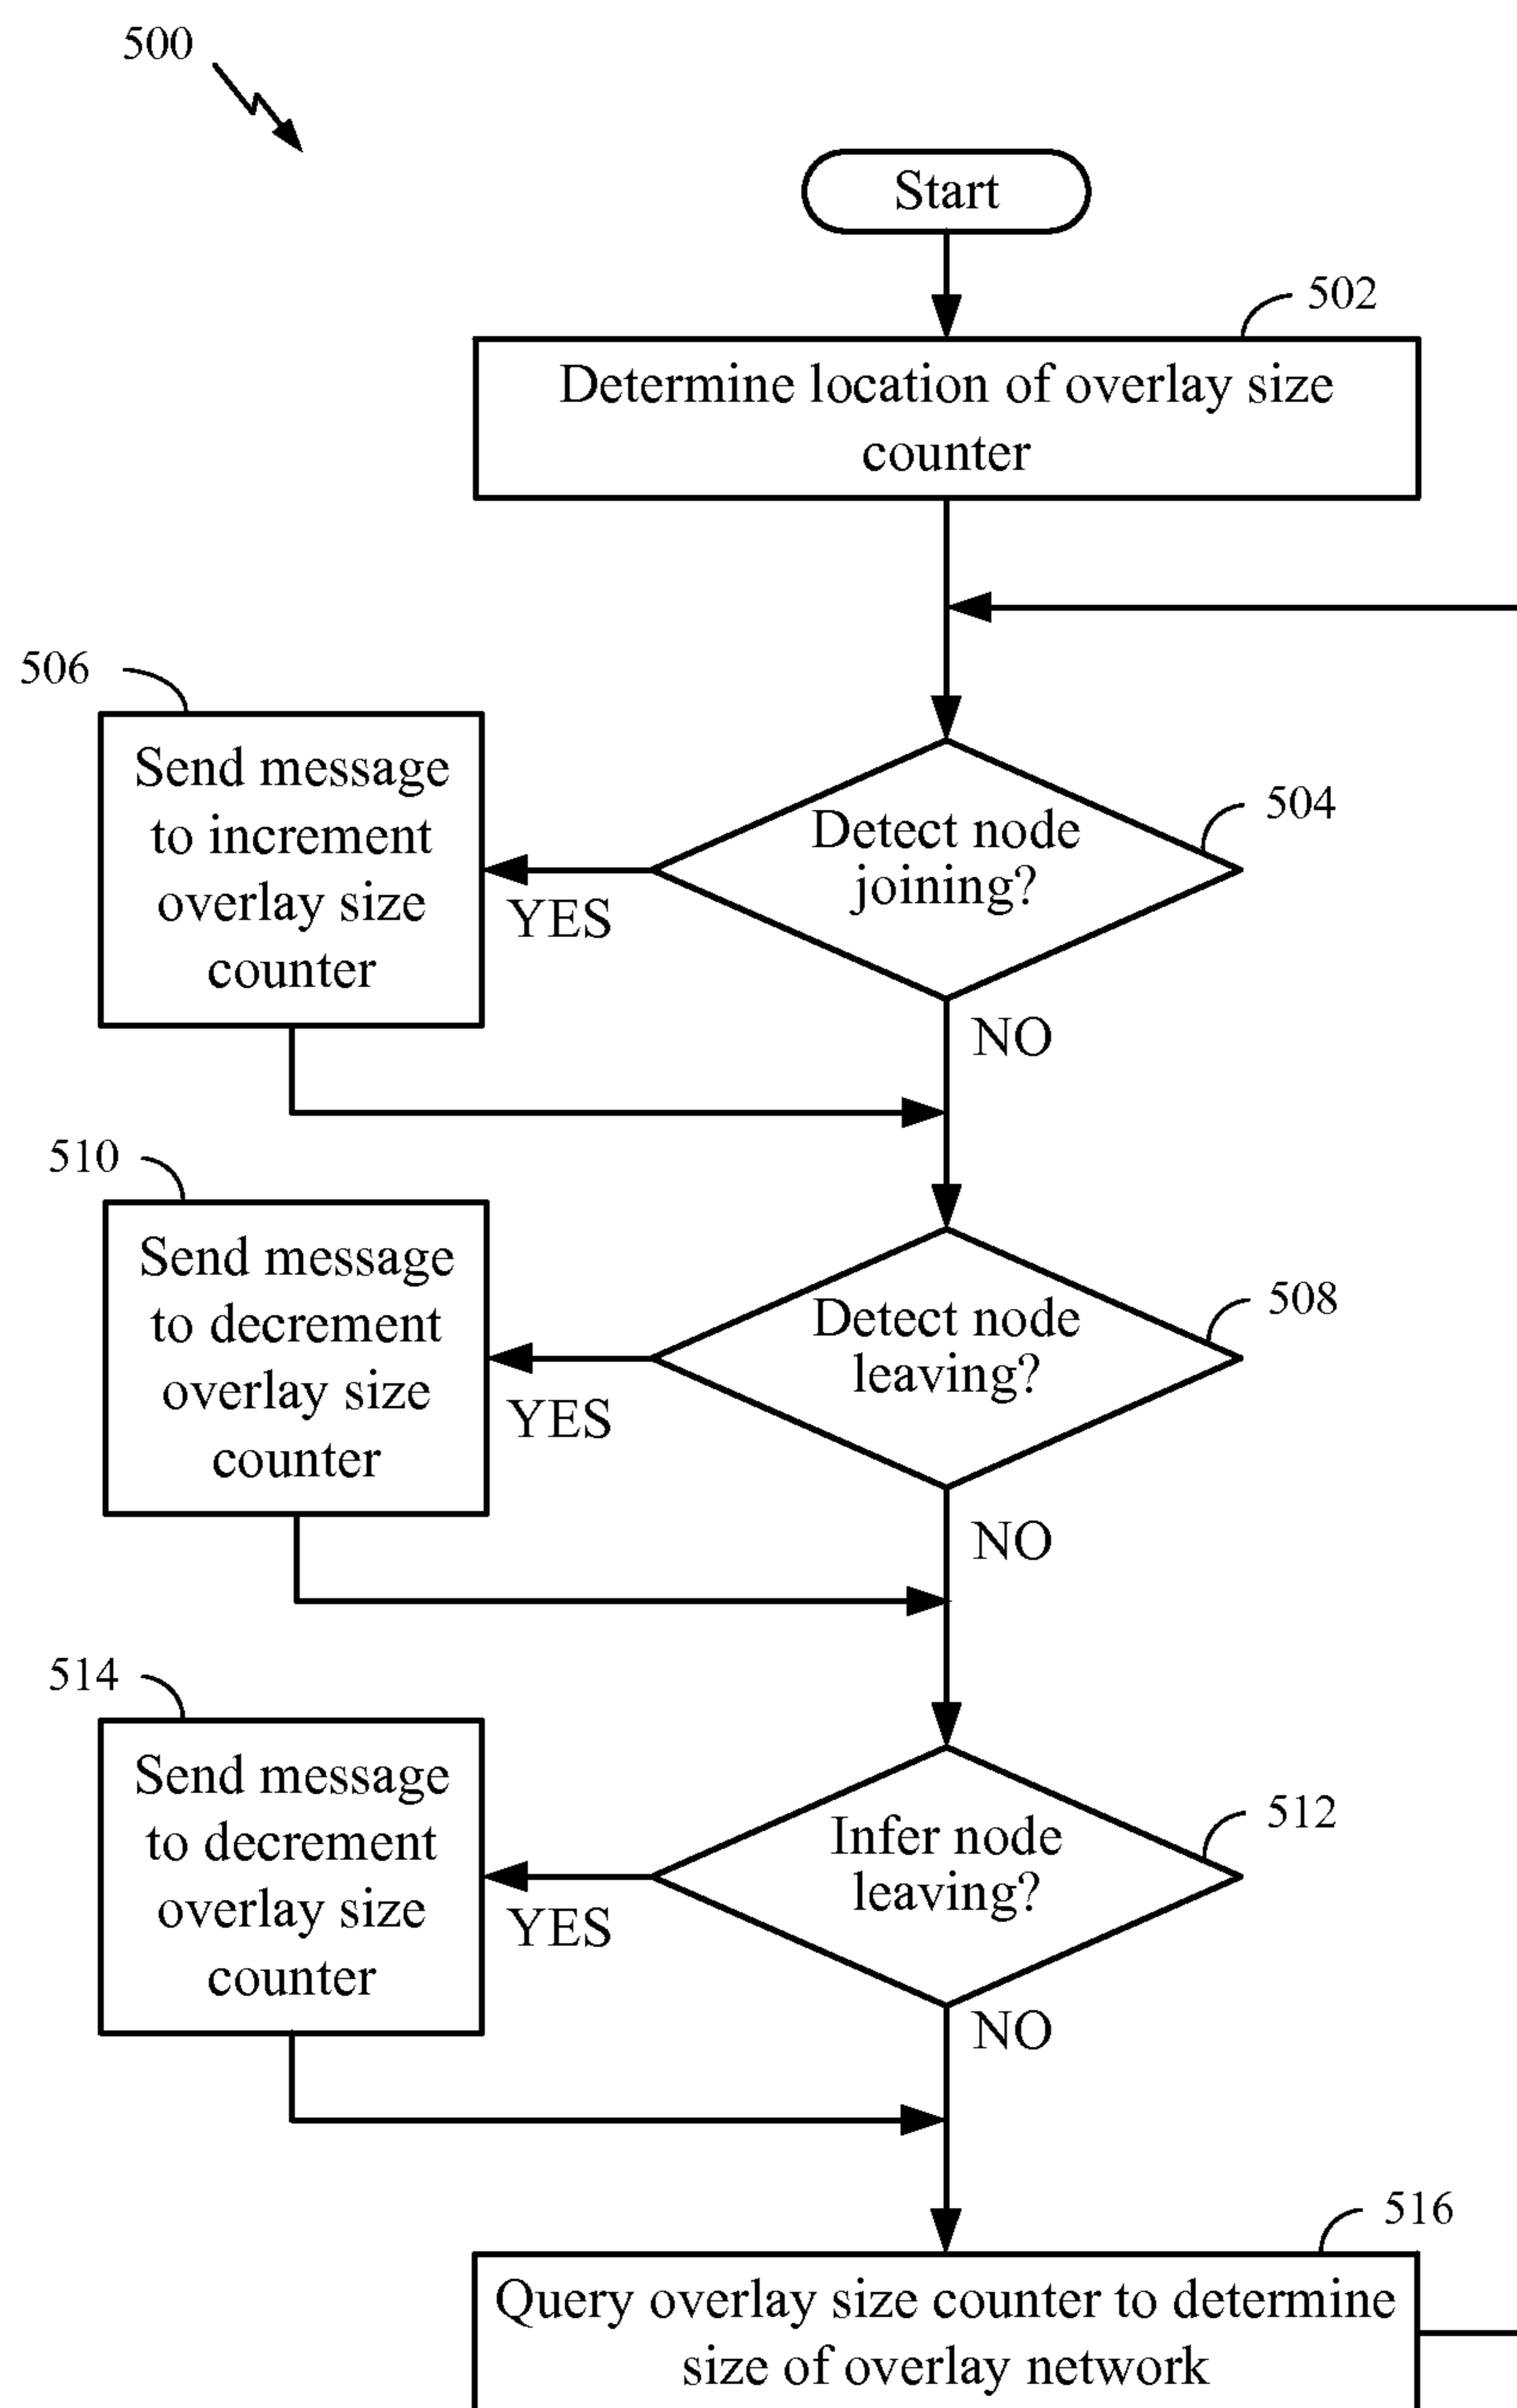 500
Start
502
Determine location of overlay size
counter
506
Send message
to increment
overlay size
counter
504
Detect node
joining?
YES
NO
510
Send message
to decrement
overlay size
counter
508
Detect node
leaving?
YES
NO
514
Send message
to decrement
overlay size
counter
512
Infer node
leaving?
YES
NO
516
Query overlay size counter to determine
size of overlay network